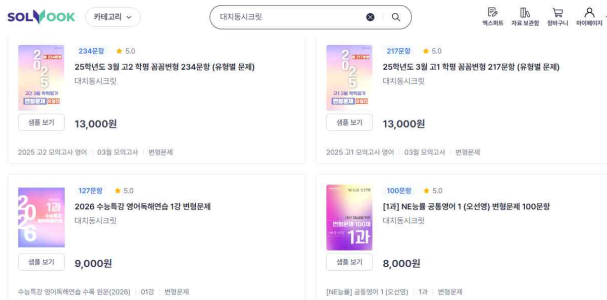 SOLVOOK
카테고리
대치동시크릿
엑스퍼트 자료 보관함 장바구니 마이페이지
234문항 5.0
25학년도 3월 고2 학평 꼼꼼변형 234문항 (유형별 문제)
대치동시크릿
샘플 보기
13,000원
2025 고2 모의고사 영어 03월 모의고사 변형문제
217문항 5.0
25학년도 3월 고1 학평 꼼꼼변형 217문항 (유형별 문제)
대치동시크릿
샘플 보기
13,000원
2025 고1 모의고사 영어 03월 모의고사 변형문제
127문항 5.0
2026 수능특강 영어독해연습 1강 변형문제
대치동시크릿
2026
1과
샘플 보기
9,000원
수능특강 영어독해연습 수록 원문(2026) 01강 변형문제
100문항 5.0
[1과] NE능률 공통영어 1 (오선영) 변형문제 100문항
대치동시크릿
변형문제 100제
1과
샘플 보기
8,000원
[NE능률] 공통영어 1 (오선영) 1과 변형문제